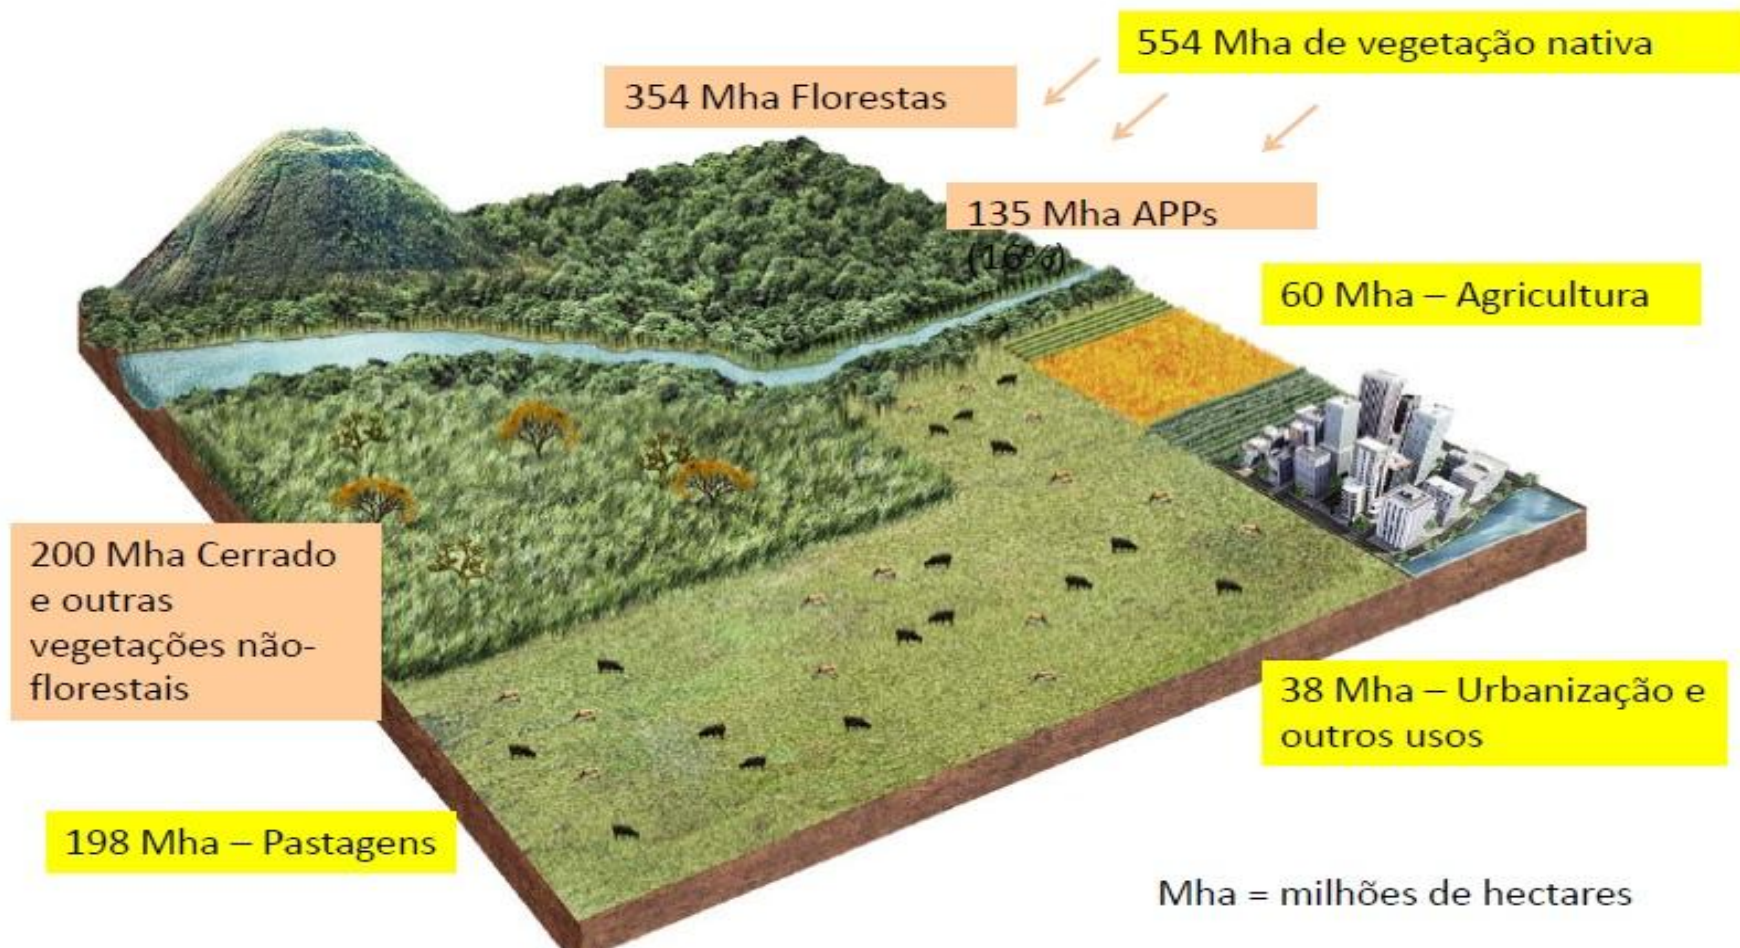 554 Mha de vegetação nativa
354 Mha Florestas
135 Mha APPs
(16%)
60 Mha – Agricultura
200 Mha Cerrado
e outras
vegetações não-
florestais
38 Mha – Urbanização e
outros usos
198 Mha – Pastagens
Mha = milhões de hectares